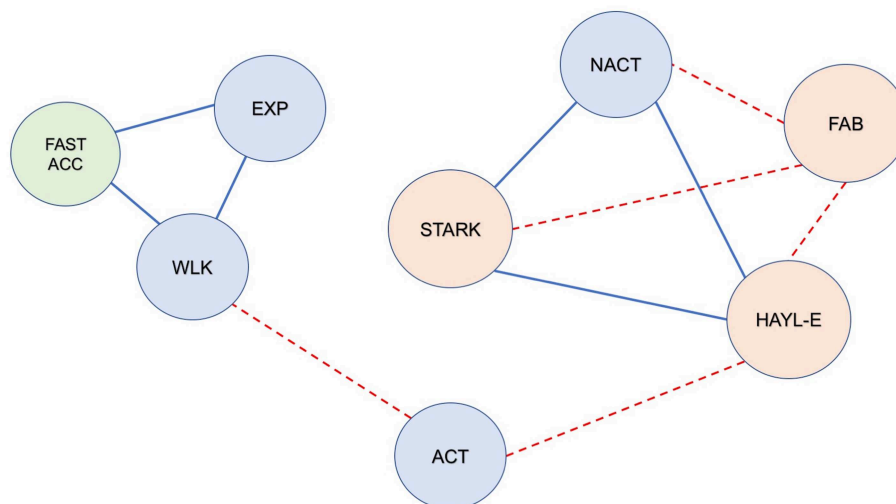 NACT
EXP
FAB
FAST
ACC
STARK
WLK
HAYL-E
ACT